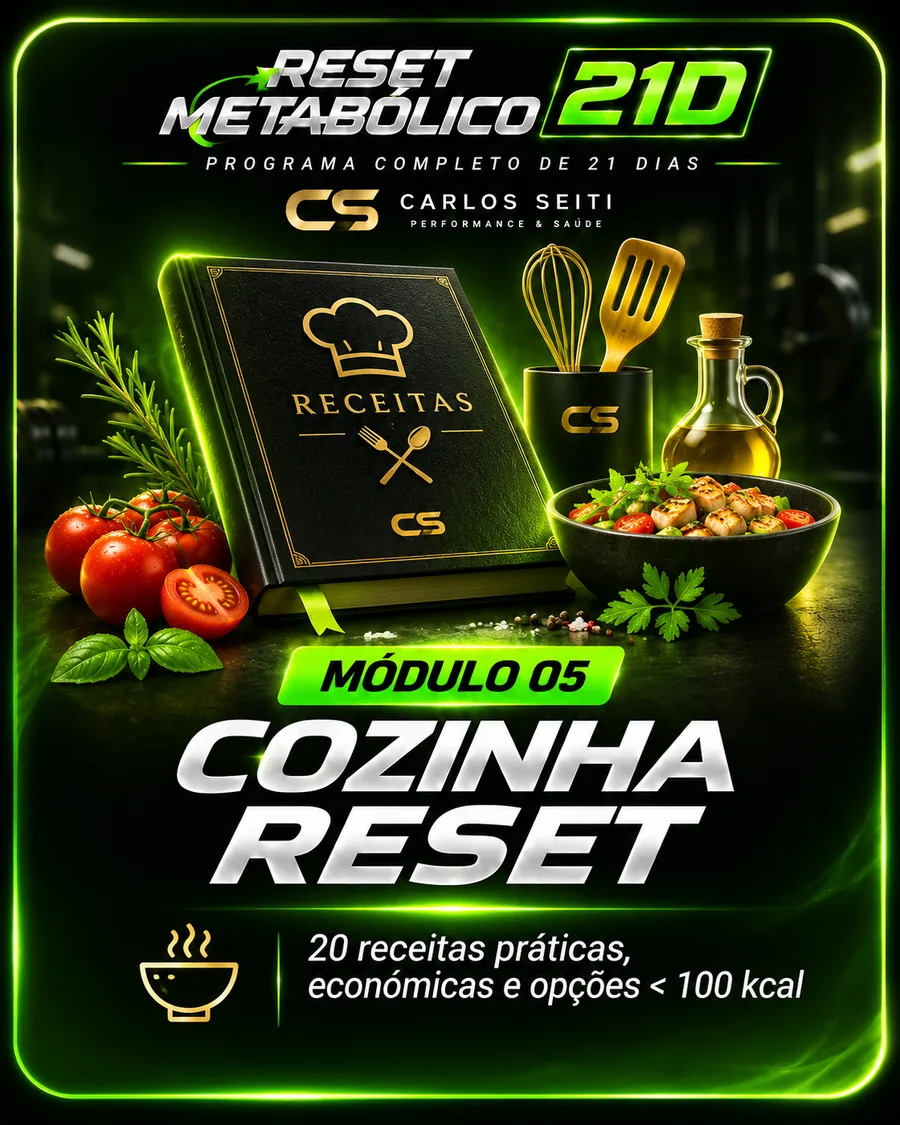 RESET
METABÓLICO 21D
PROGRAMA COMPLETO DE 21 DIAS
CS CARLOS SEITI
PERFORMANCE & SAÚDE
RECEITAS
CS
CS
MÓDULO 05
COZINHA
RESET
20 receitas práticas,
económicas e opções < 100 kcal